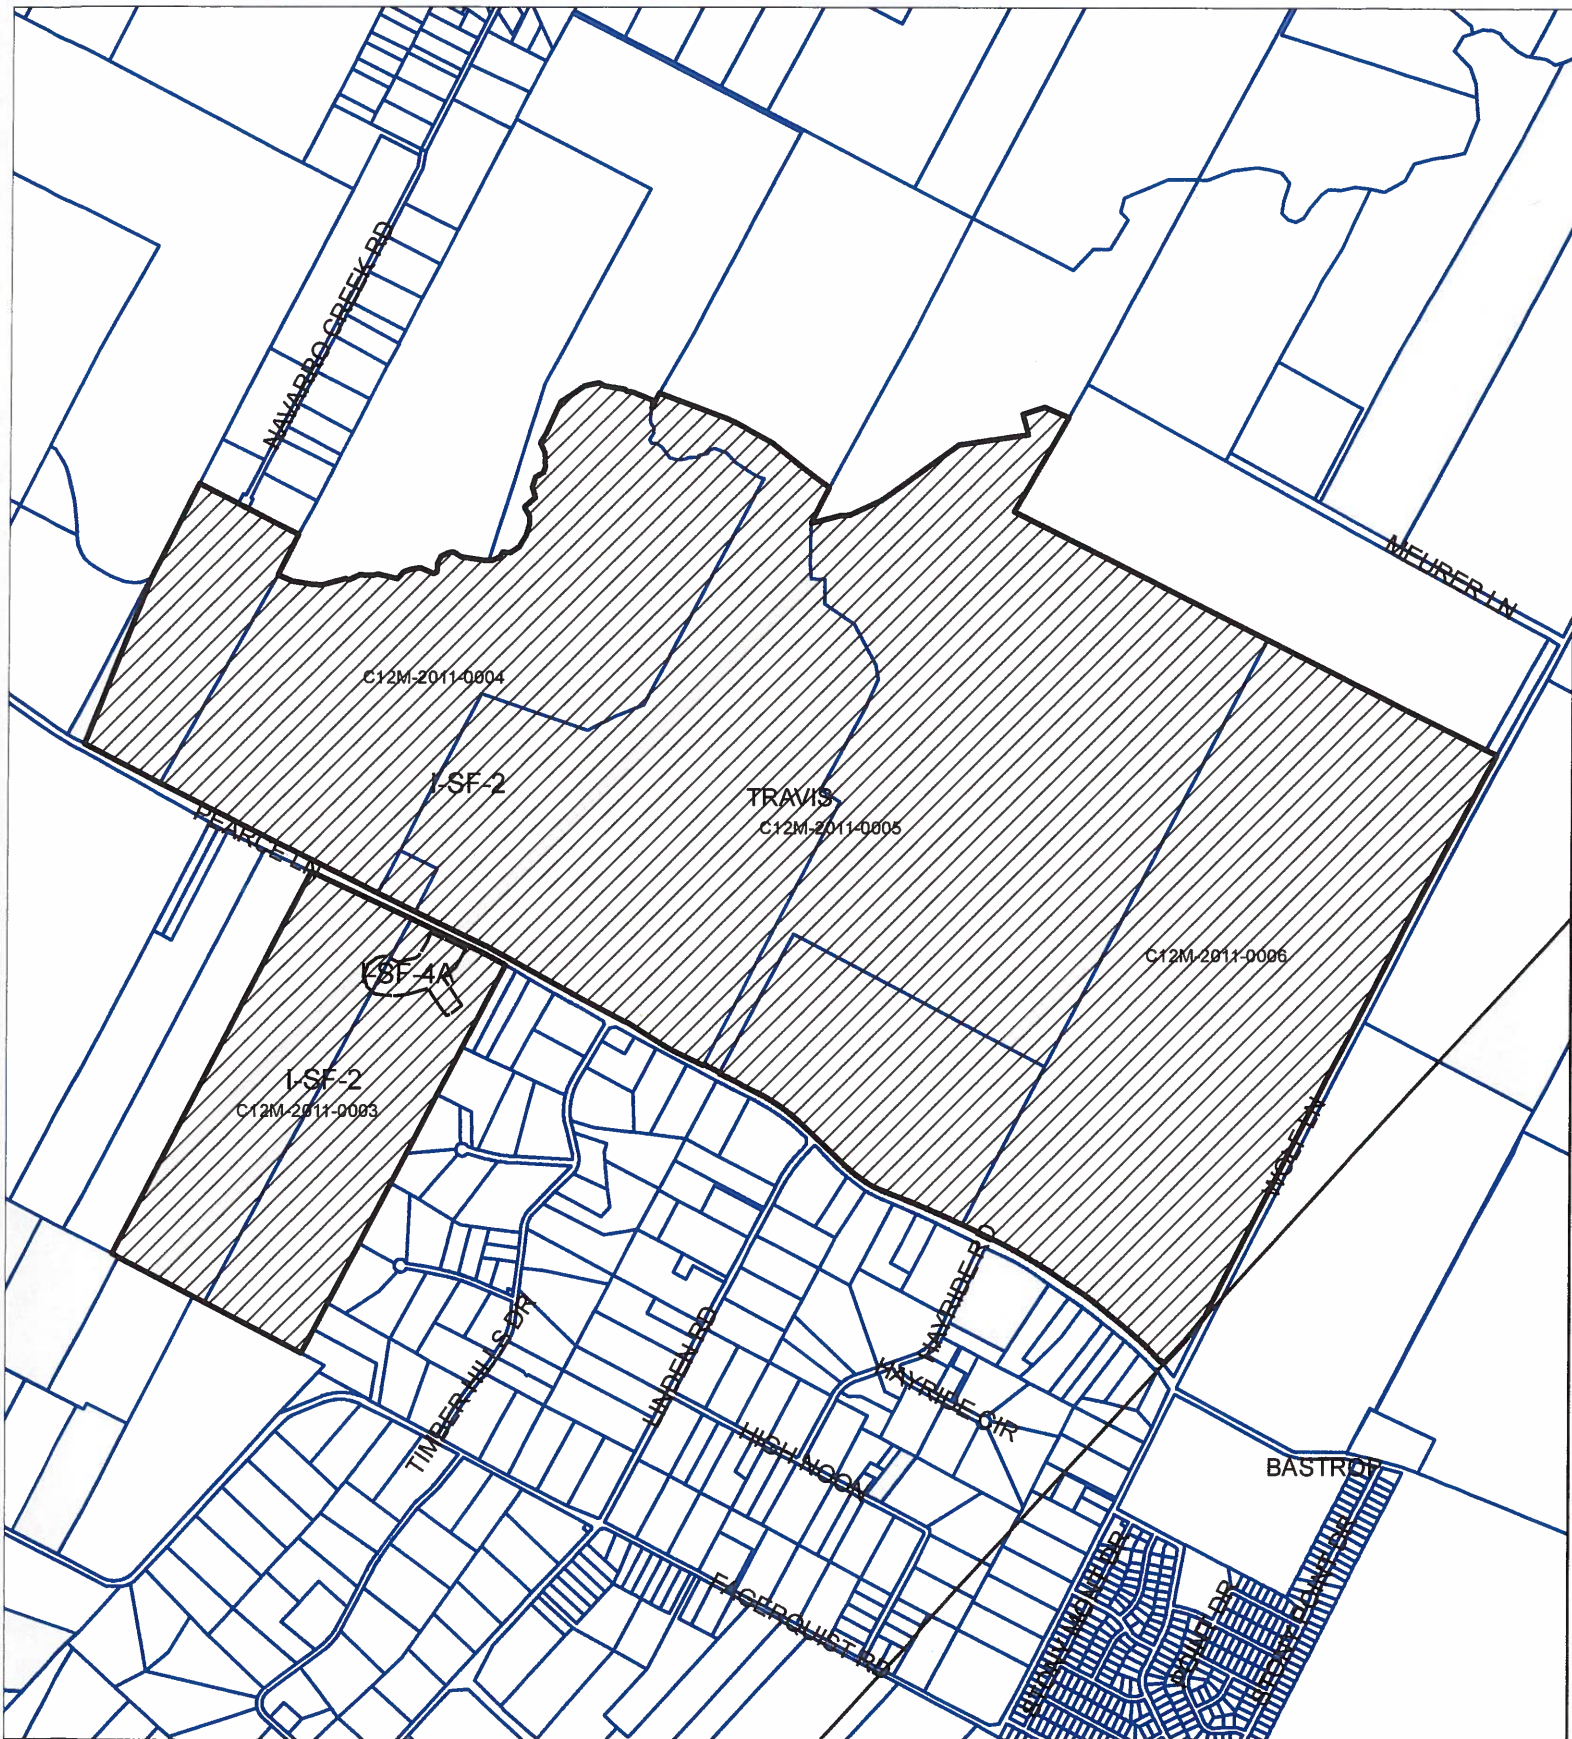 NAVARRO CREEK RD
MEURER LN
C12M-2011-0004
I-SF-2
TRAVIS
C12M-2011-0005
PEARCE LN
C12M-2011-0006
I-SF-4A
I-SF-2
C12M-2011-0003
WOLF LN
HAYRIDE RD
TIMBER HILLS DR
LINDEN RD
HAYRIDE CIR
HIGH NOON
BASTROP
FAGERQUIST RD